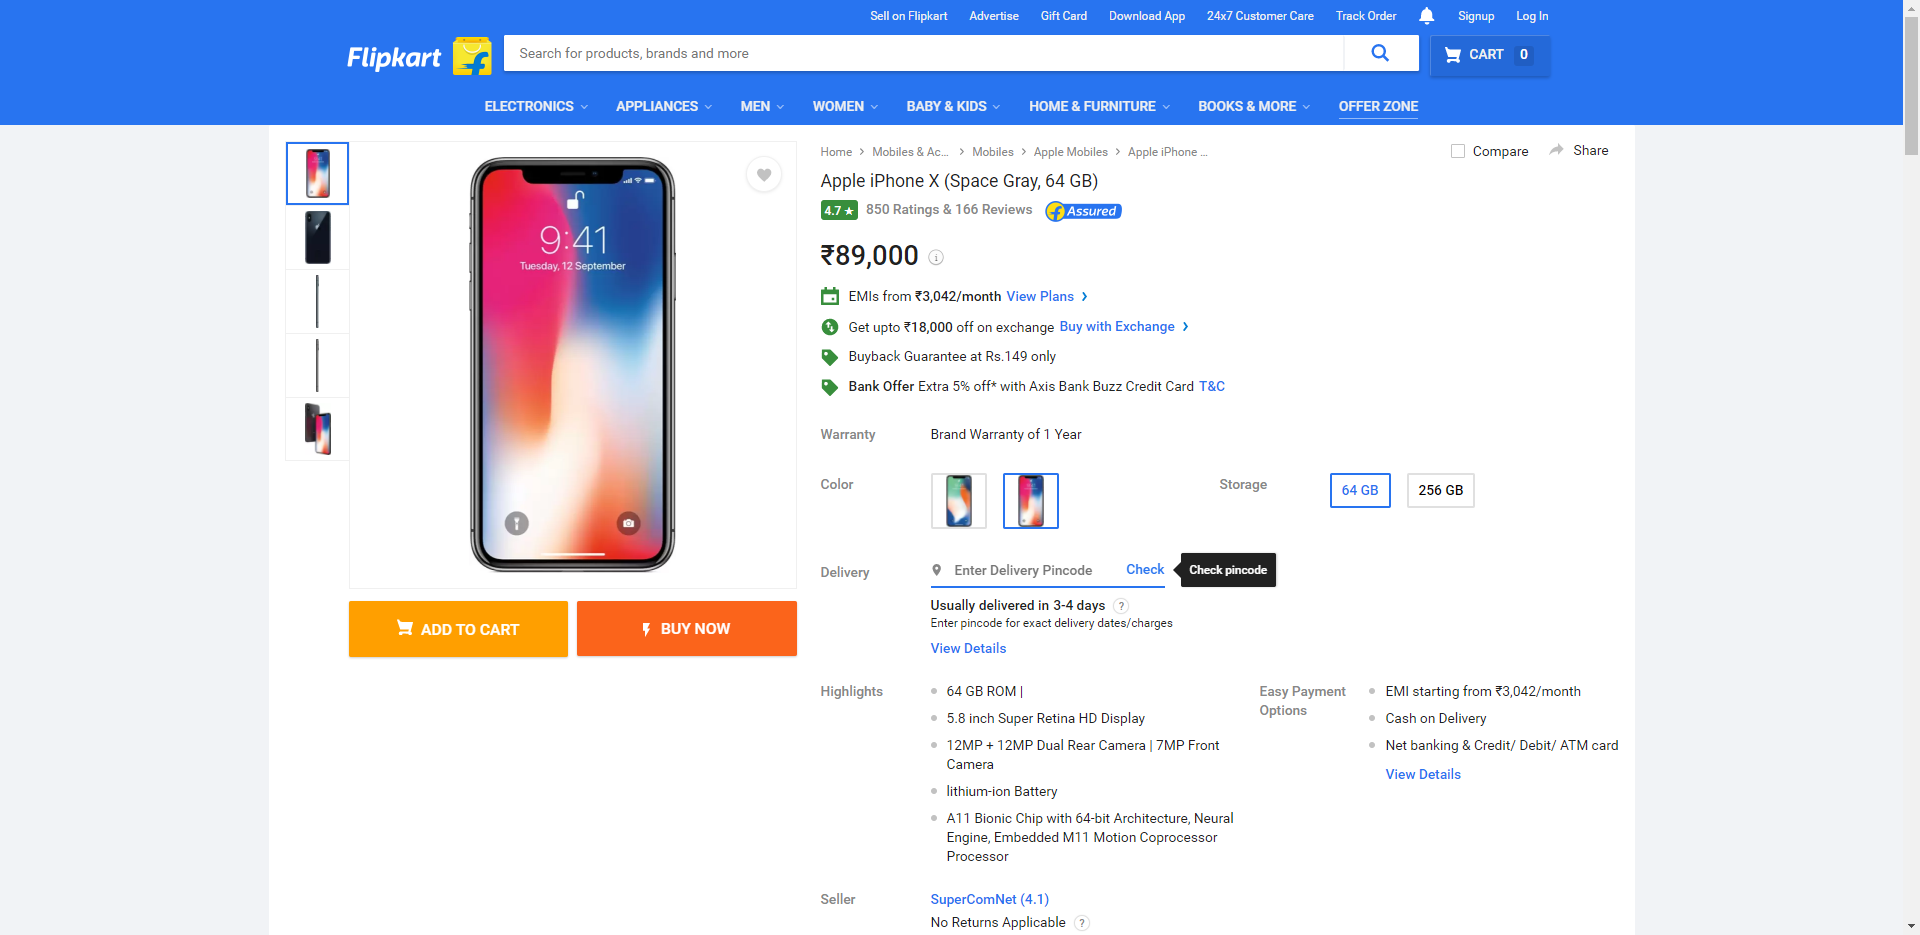 Sell on Flipkart Advertise Gift Card Download App 24x7 Customer Care Track Order Signup Log In
Flipkart
Search for products, brands and more
CART 0
ELECTRONICS APPLIANCES MEN WOMEN BABY & KIDS HOME & FURNITURE BOOKS & MORE OFFER ZONE
9:41
Tuesday, 12 September
ADD TO CART
BUY NOW
Home > Mobiles & Ac... > Mobiles > Apple Mobiles > Apple iPhone ...
Compare
Share
Apple iPhone X (Space Gray, 64 GB)
4.7 ★ 850 Ratings & 166 Reviews Assured
₹89,000
EMIs from ₹3,042/month View Plans >
Get upto ₹18,000 off on exchange Buy with Exchange >
Buyback Guarantee at Rs.149 only
Bank Offer Extra 5% off* with Axis Bank Buzz Credit Card T&C
Warranty Brand Warranty of 1 Year
Color
Storage 64 GB 256 GB
Delivery Enter Delivery Pincode Check Check pincode
Usually delivered in 3-4 days ?
Enter pincode for exact delivery dates/charges
View Details
Highlights
64 GB ROM |
5.8 inch Super Retina HD Display
12MP + 12MP Dual Rear Camera | 7MP Front
Camera
lithium-ion Battery
A11 Bionic Chip with 64-bit Architecture, Neural
Engine, Embedded M11 Motion Coprocessor
Processor
Easy Payment
Options
EMI starting from ₹3,042/month
Cash on Delivery
Net banking & Credit/ Debit/ ATM card
View Details
Seller SuperComNet (4.1)
No Returns Applicable ?